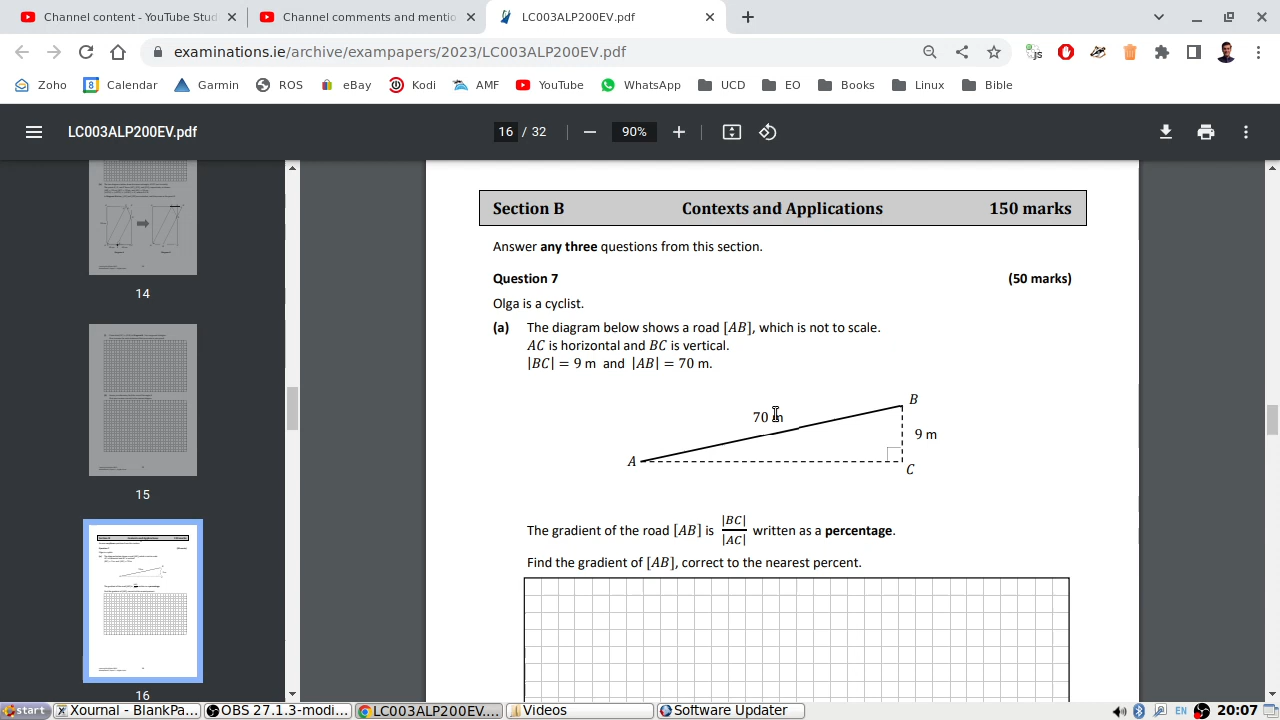 Channel content - YouTube Stud
Channel comments and mentio
LC003ALP200EV.pdf
examinations.ie/archive/exampapers/2023/LC003ALP200EV.pdf
JS
Zoho
8 Calendar
Garmin
ROS
eBay
Kodi
AMF
YouTube
WhatsApp
UCD
EO
Books
Linux
Bible
LC003ALP200EV.pdf
16 / 32
90%
14
15
16
Section B Contexts and Applications 150 marks
Answer any three questions from this section.
Question 7 (50 marks)
Olga is a cyclist.
(a) The diagram below shows a road [AB], which is not to scale.
AC is horizontal and BC is vertical.
|BC| = 9 m and |AB| = 70 m.
B
70 m
9 m
A
C
The gradient of the road [AB] is |BC|/|AC| written as a percentage.
Find the gradient of [AB], correct to the nearest percent.
start
Xournal - BlankPa...
OBS 27.1.3-modi...
LC003ALP200EV....
Videos
Software Updater
EN
20:07